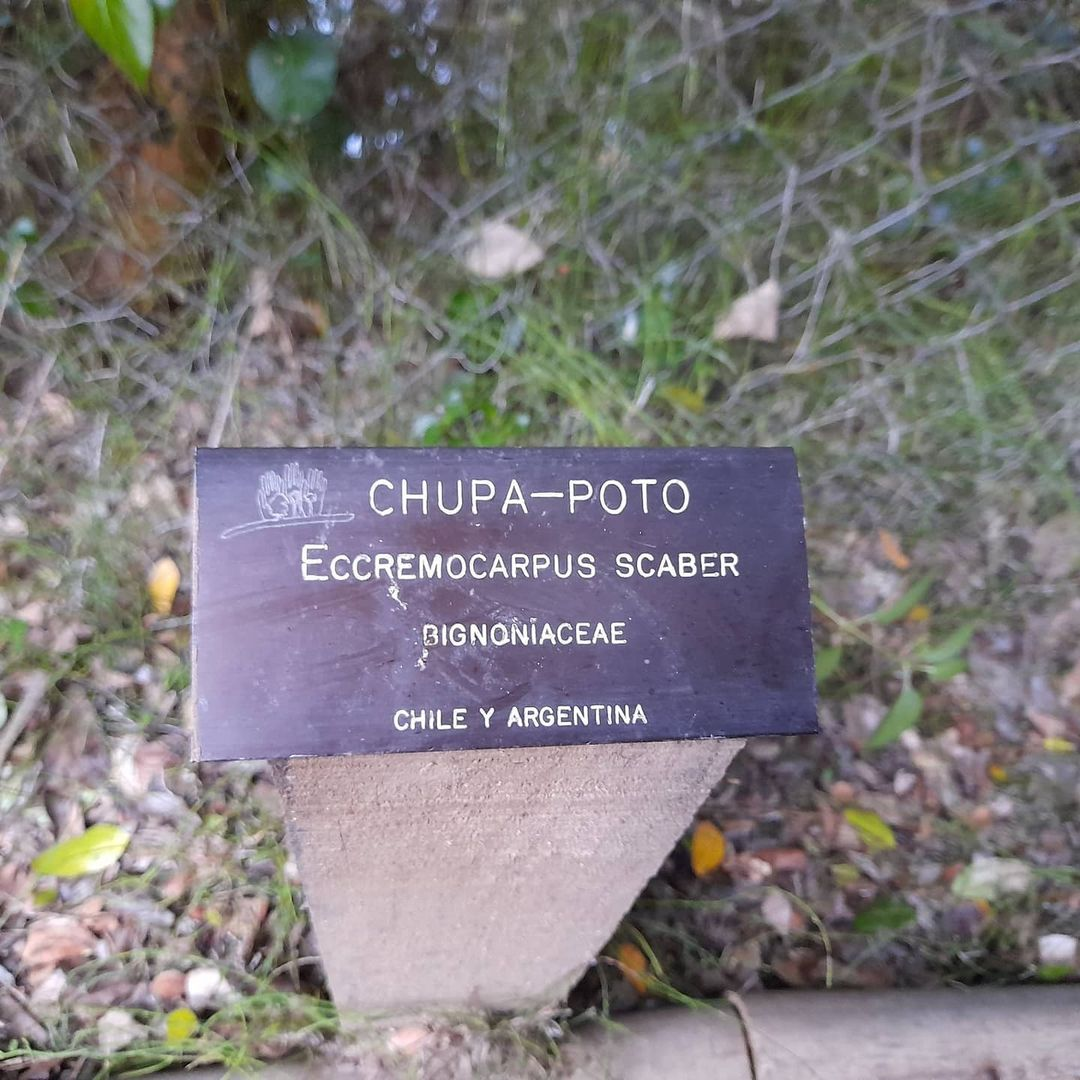 CHUPA-POTO
ECCREMOCARPUS SCABER
BIGNONIACEAE
CHILE Y ARGENTINA